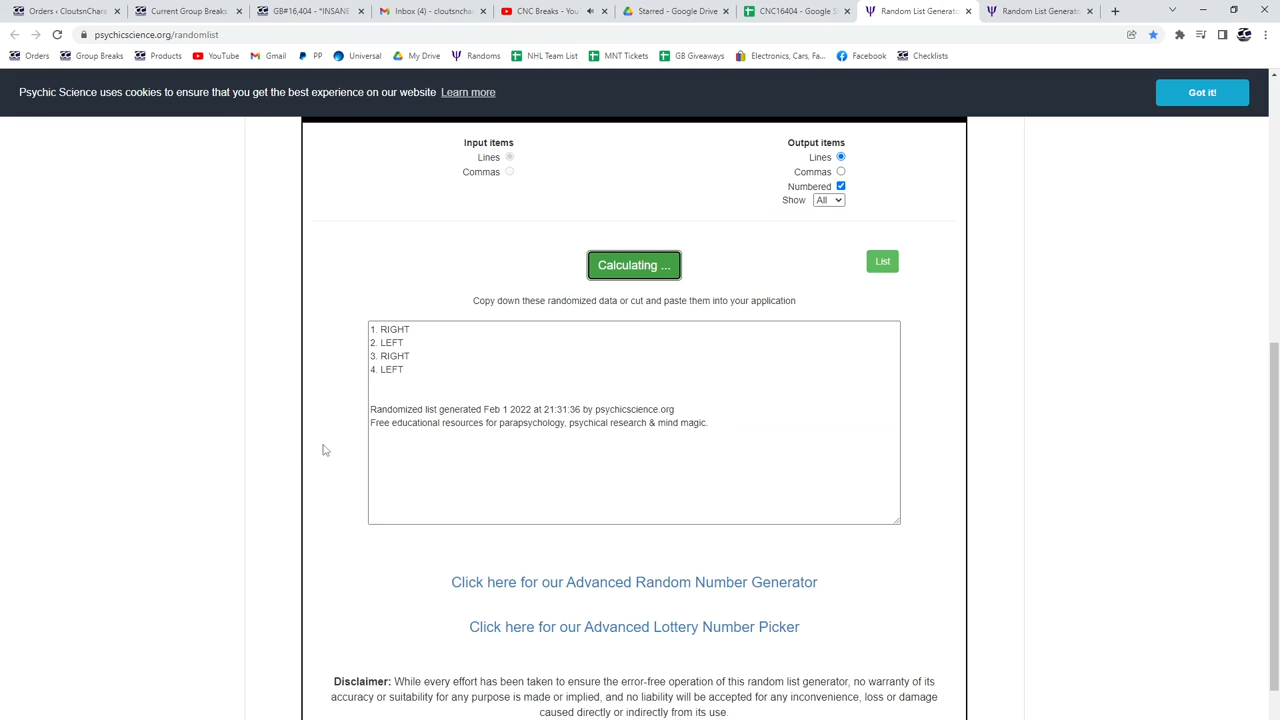 Orders ‹ CloutsnChara
Current Group Breaks
GB#16,404 - *INSANE
Inbox (4) - cloutsnchar
CNC Breaks - You
Starred - Google Drive
CNC16404 - Google S
Random List Generato
Random List Generato
psychicscience.org/randomlist
Orders
Group Breaks
Products
YouTube
Gmail
PP
Universal
My Drive
Randoms
NHL Team List
MNT Tickets
GB Giveaways
Electronics, Cars, Fa...
Facebook
Checklists
Psychic Science uses cookies to ensure that you get the best experience on our website Learn more
Got it!
Input items
Output items
Lines
Lines
Commas
Commas
Numbered
Show All
Calculating ...
List
Copy down these randomized data or cut and paste them into your application
1. RIGHT
2. LEFT
3. RIGHT
4. LEFT
Randomized list generated Feb 1 2022 at 21:31:36 by psychicscience.org
Free educational resources for parapsychology, psychical research & mind magic.
Click here for our Advanced Random Number Generator
Click here for our Advanced Lottery Number Picker
Disclaimer: While every effort has been taken to ensure the error-free operation of this random list generator, no warranty of its
accuracy or suitability for any purpose is made or implied, and no liability will be accepted for any inconvenience, loss or damage
caused directly or indirectly from its use.